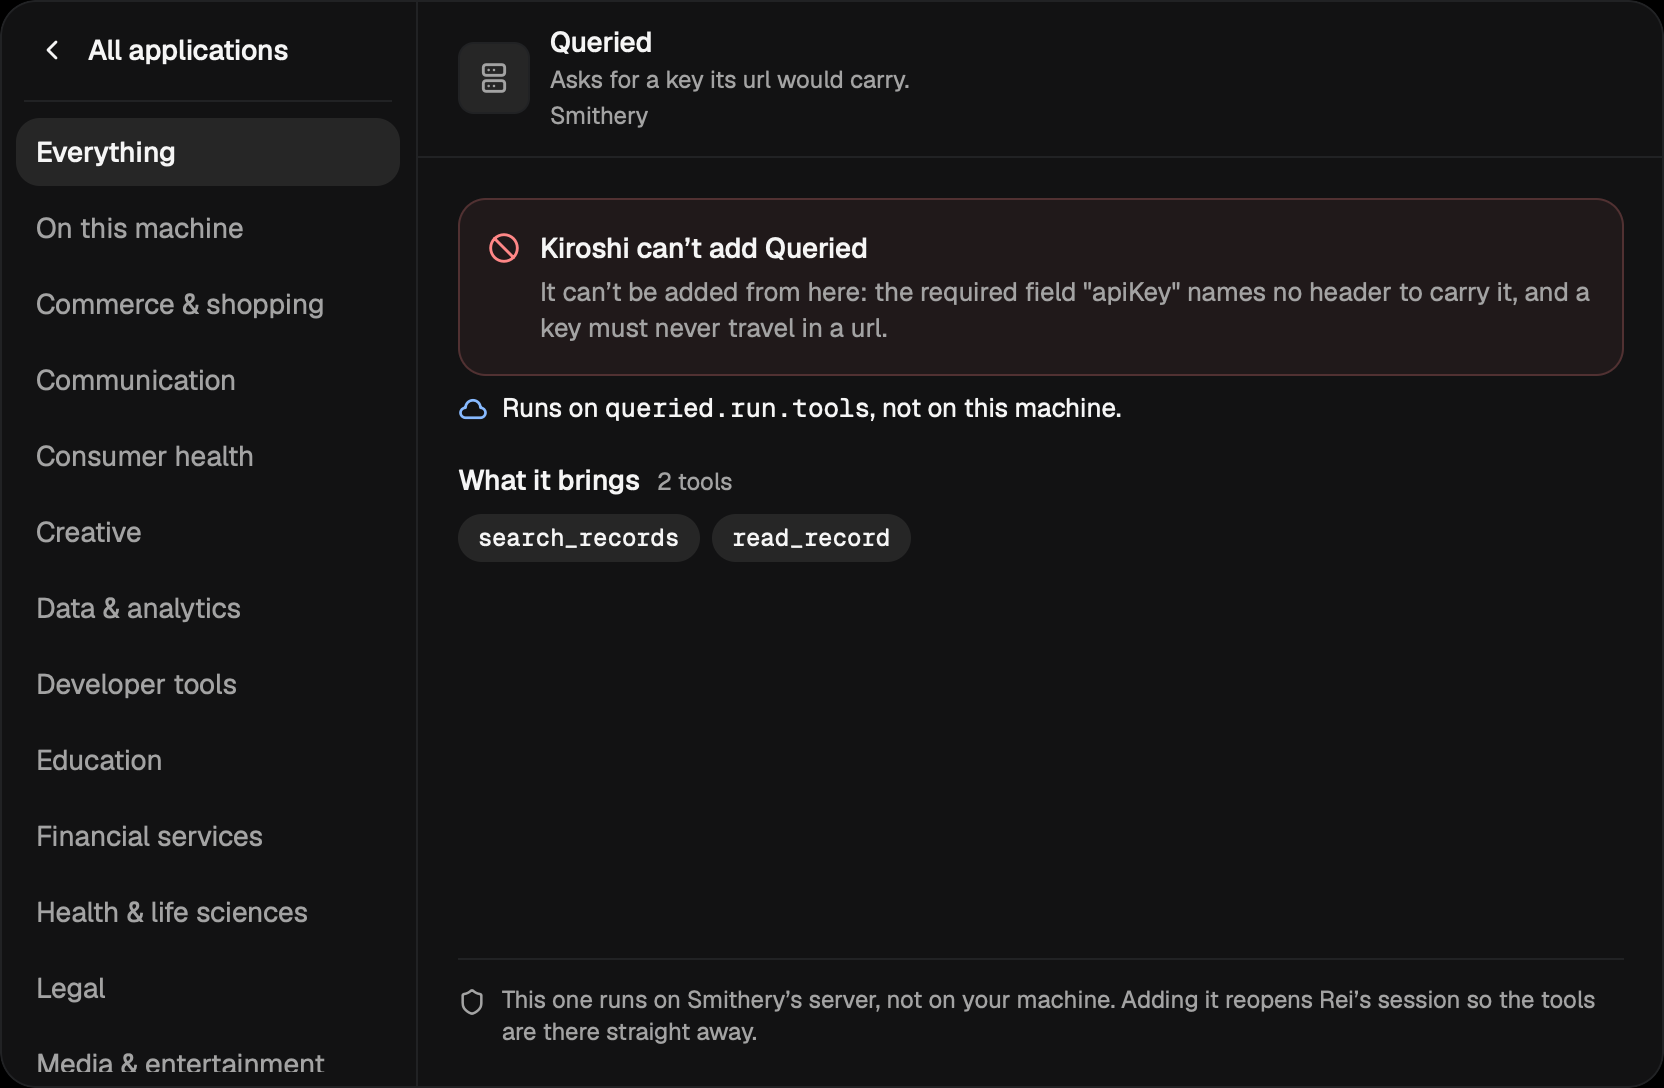 All applications
Everything
On this machine
Commerce & shopping
Communication
Consumer health
Creative
Data & analytics
Developer tools
Education
Financial services
Health & life sciences
Legal
Media & entertainment
Queried
Asks for a key its url would carry.
Smithery
Kiroshi can’t add Queried
It can’t be added from here: the required field "apiKey" names no header to carry it, and a
key must never travel in a url.
Runs on queried.run.tools, not on this machine.
What it brings 2 tools
search_records read_record
This one runs on Smithery’s server, not on your machine. Adding it reopens Rei’s session so the tools
are there straight away.